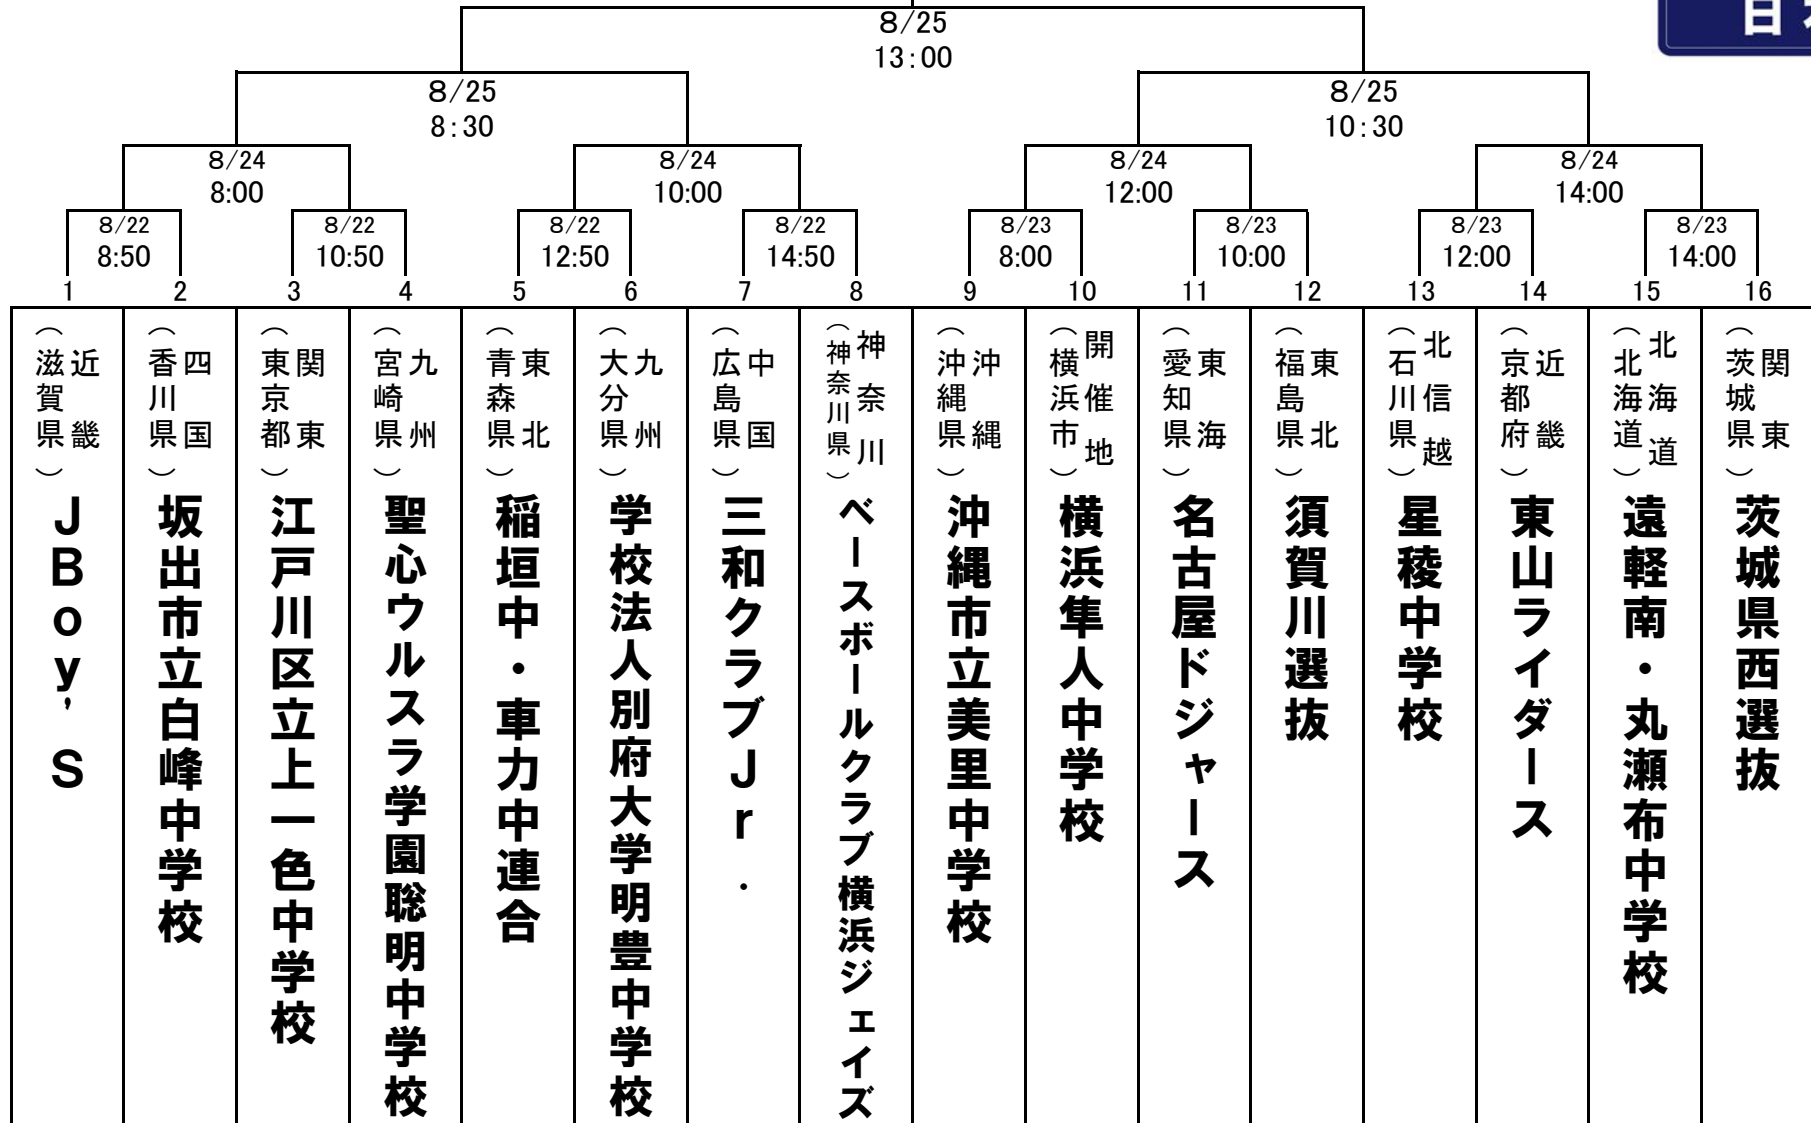 8/25
13:00
8/25
8:30
8/25
10:30
8/24
8:00
8/24
10:00
8/24
12:00
8/24
14:00
8/22
8:50
8/22
10:50
8/22
12:50
8/22
14:50
8/23
8:00
8/23
10:00
8/23
12:00
8/23
14:00
1
2
3
4
5
6
7
8
9
10
11
12
13
14
15
16
近畿
（滋賀県）
JBoy's
四国
（香川県）
坂出市立白峰中学校
関東
（東京都）
江戸川区立上一色中学校
九州
（宮崎県）
聖心ウルスラ学園聡明中学校
東北
（青森県）
稲垣中・車力中連合
九州
（大分県）
学校法人別府大学明豊中学校
中国
（広島県）
三和クラブJr.
神奈川
（神奈川県）
ベースボールクラブ横浜ジェイズ
沖縄
（沖縄県）
沖縄市立美里中学校
開催地
（横浜市）
横浜隼人中学校
東海
（愛知県）
名古屋ドジャース
東北
（福島県）
須賀川選抜
北信越
（石川県）
星稜中学校
近畿
（京都府）
東山ライダース
北海道
（北海道）
遠軽南・丸瀬布中学校
関東
（茨城県）
茨城県西選抜